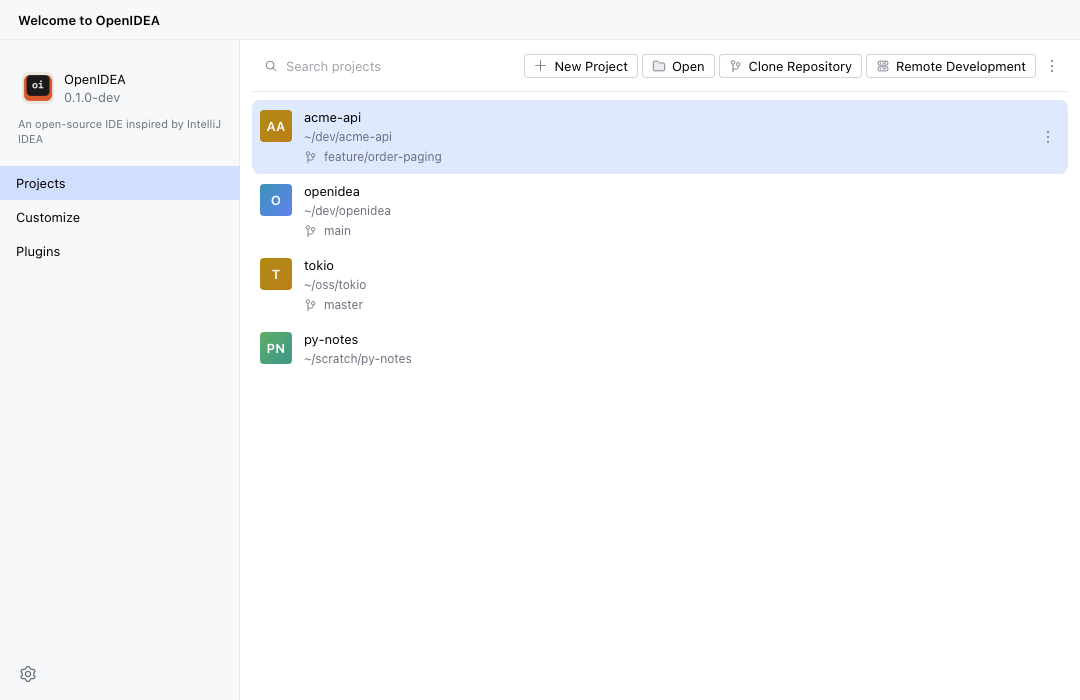 Welcome to OpenIDEA
oi
OpenIDEA
0.1.0-dev
An open-source IDE inspired by IntelliJ
IDEA
Projects
Customize
Plugins
Search projects
New Project
Open
Clone Repository
Remote Development
AA
acme-api
~/dev/acme-api
feature/order-paging
O
openidea
~/dev/openidea
main
T
tokio
~/oss/tokio
master
PN
py-notes
~/scratch/py-notes